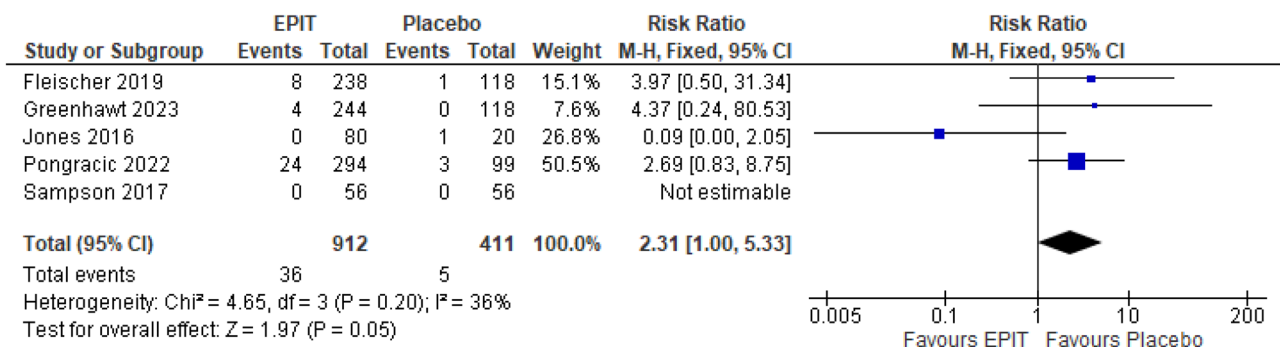 EPIT Placebo Risk Ratio Risk Ratio
Study or Subgroup Events Total Events Total Weight M-H, Fixed, 95% CI M-H, Fixed, 95% CI
Fleischer 2019 8 238 1 118 15.1% 3.97 [0.50, 31.34]
Greenhawt 2023 4 244 0 118 7.6% 4.37 [0.24, 80.53]
Jones 2016 0 80 1 20 26.8% 0.09 [0.00, 2.05]
Pongracic 2022 24 294 3 99 50.5% 2.69 [0.83, 8.75]
Sampson 2017 0 56 0 56 Not estimable
Total (95% CI) 912 411 100.0% 2.31 [1.00, 5.33]
Total events 36 5
Heterogeneity: Chi² = 4.65, df = 3 (P = 0.20); I² = 36%
Test for overall effect: Z = 1.97 (P = 0.05)
0.005 0.1 1 10 200
Favours EPIT Favours Placebo